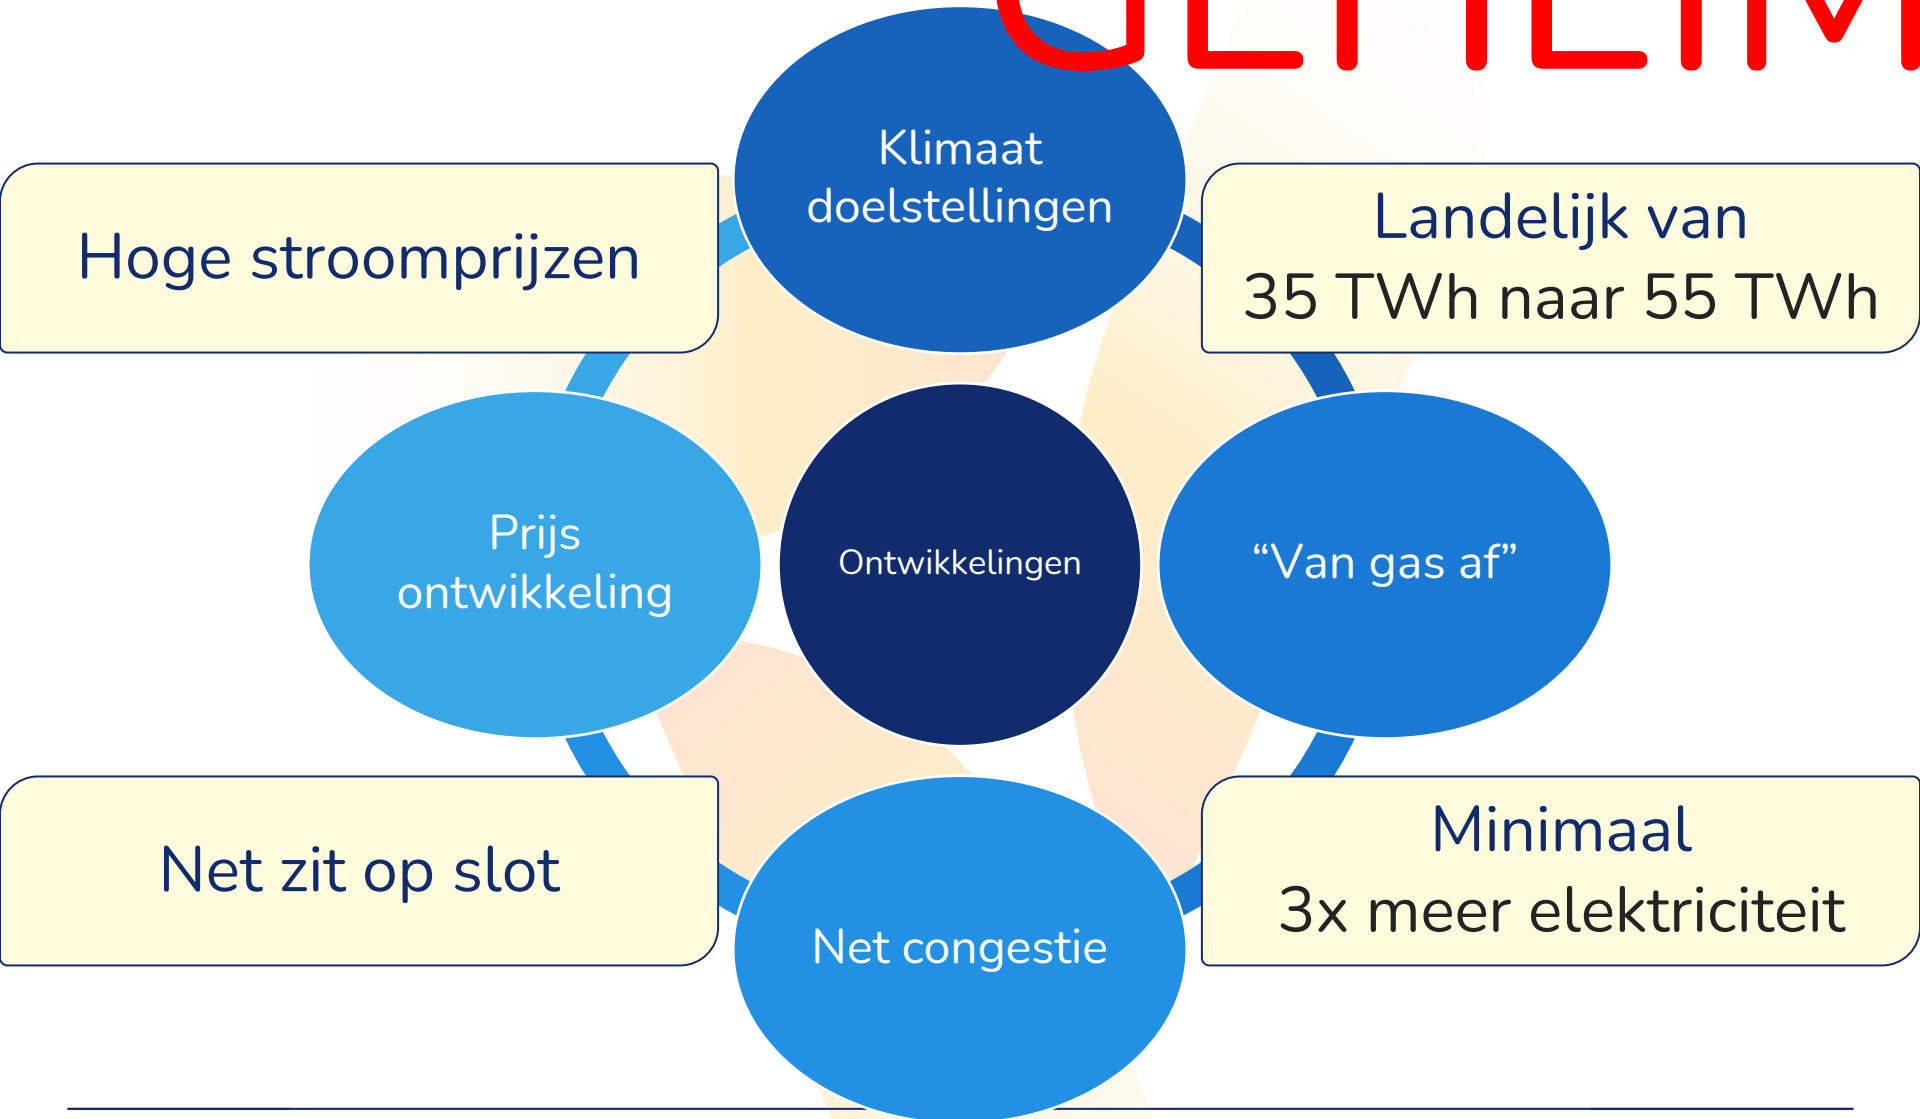 Klimaat
doelstellingen
Hoge stroomprijzen
Landelijk van
35 TWh naar 55 TWh
Prijs
ontwikkeling
Ontwikkelingen
“Van gas af”
Net zit op slot
Minimaal
3x meer elektriciteit
Net congestie